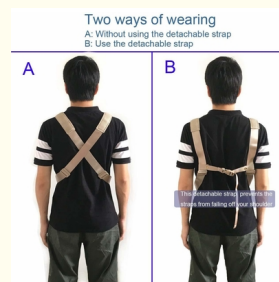 Two ways of wearing
A: Without using the detachable strap
B: Use the detachable strap
A
B
This detachable strap, prevents the
straps from falling off your shoulder